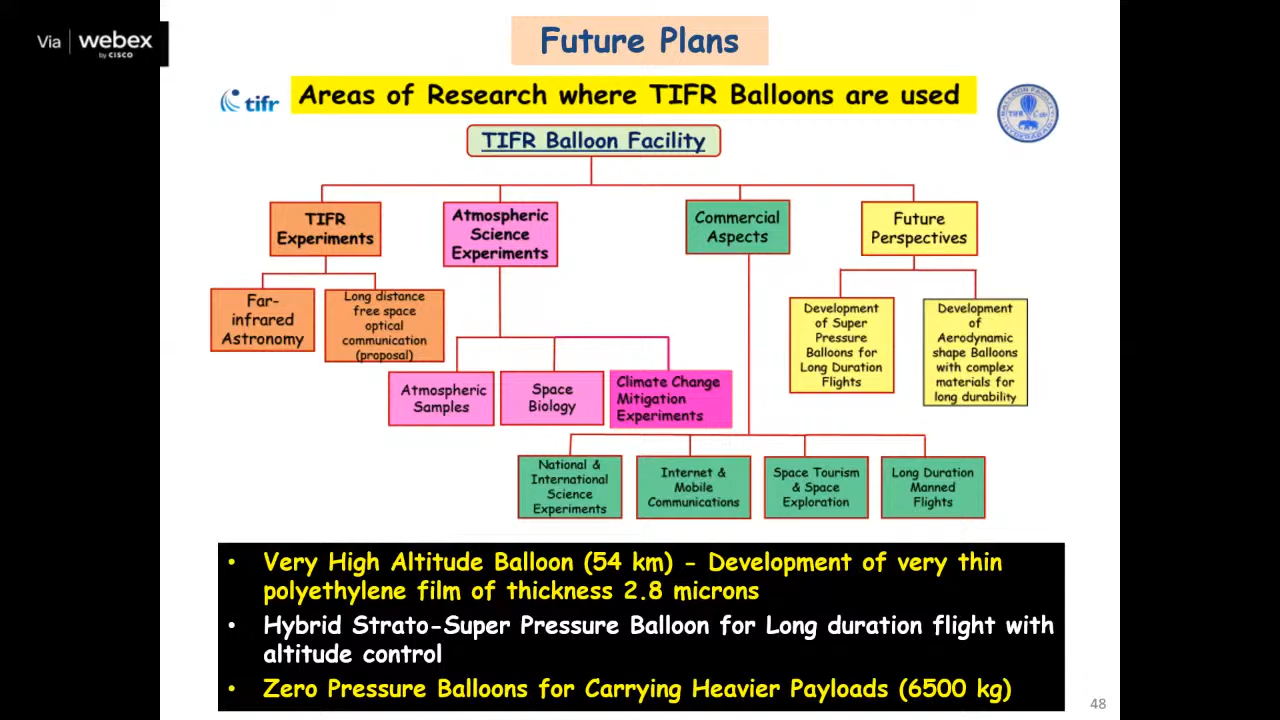 Via webex
by CISCO
Future Plans
tifr
Areas of Research where TIFR Balloons are used
BALLOON FACILITY
TIFR
HYDERABAD
TIFR Balloon Facility
TIFR
Experiments
Atmospheric
Science
Experiments
Commercial
Aspects
Future
Perspectives
Far-
infrared
Astronomy
Long distance
free space
optical
communication
(proposal)
Atmospheric
Samples
Space
Biology
Climate Change
Mitigation
Experiments
Development
of Super
Pressure
Balloons for
Long Duration
Flights
Development
of
Aerodynamic
shape Balloons
with complex
materials for
long durability
National &
International
Science
Experiments
Internet &
Mobile
Communications
Space Tourism
& Space
Exploration
Long Duration
Manned
Flights
• Very High Altitude Balloon (54 km) - Development of very thin
polyethylene film of thickness 2.8 microns
• Hybrid Strato-Super Pressure Balloon for Long duration flight with
altitude control
• Zero Pressure Balloons for Carrying Heavier Payloads (6500 kg)
48